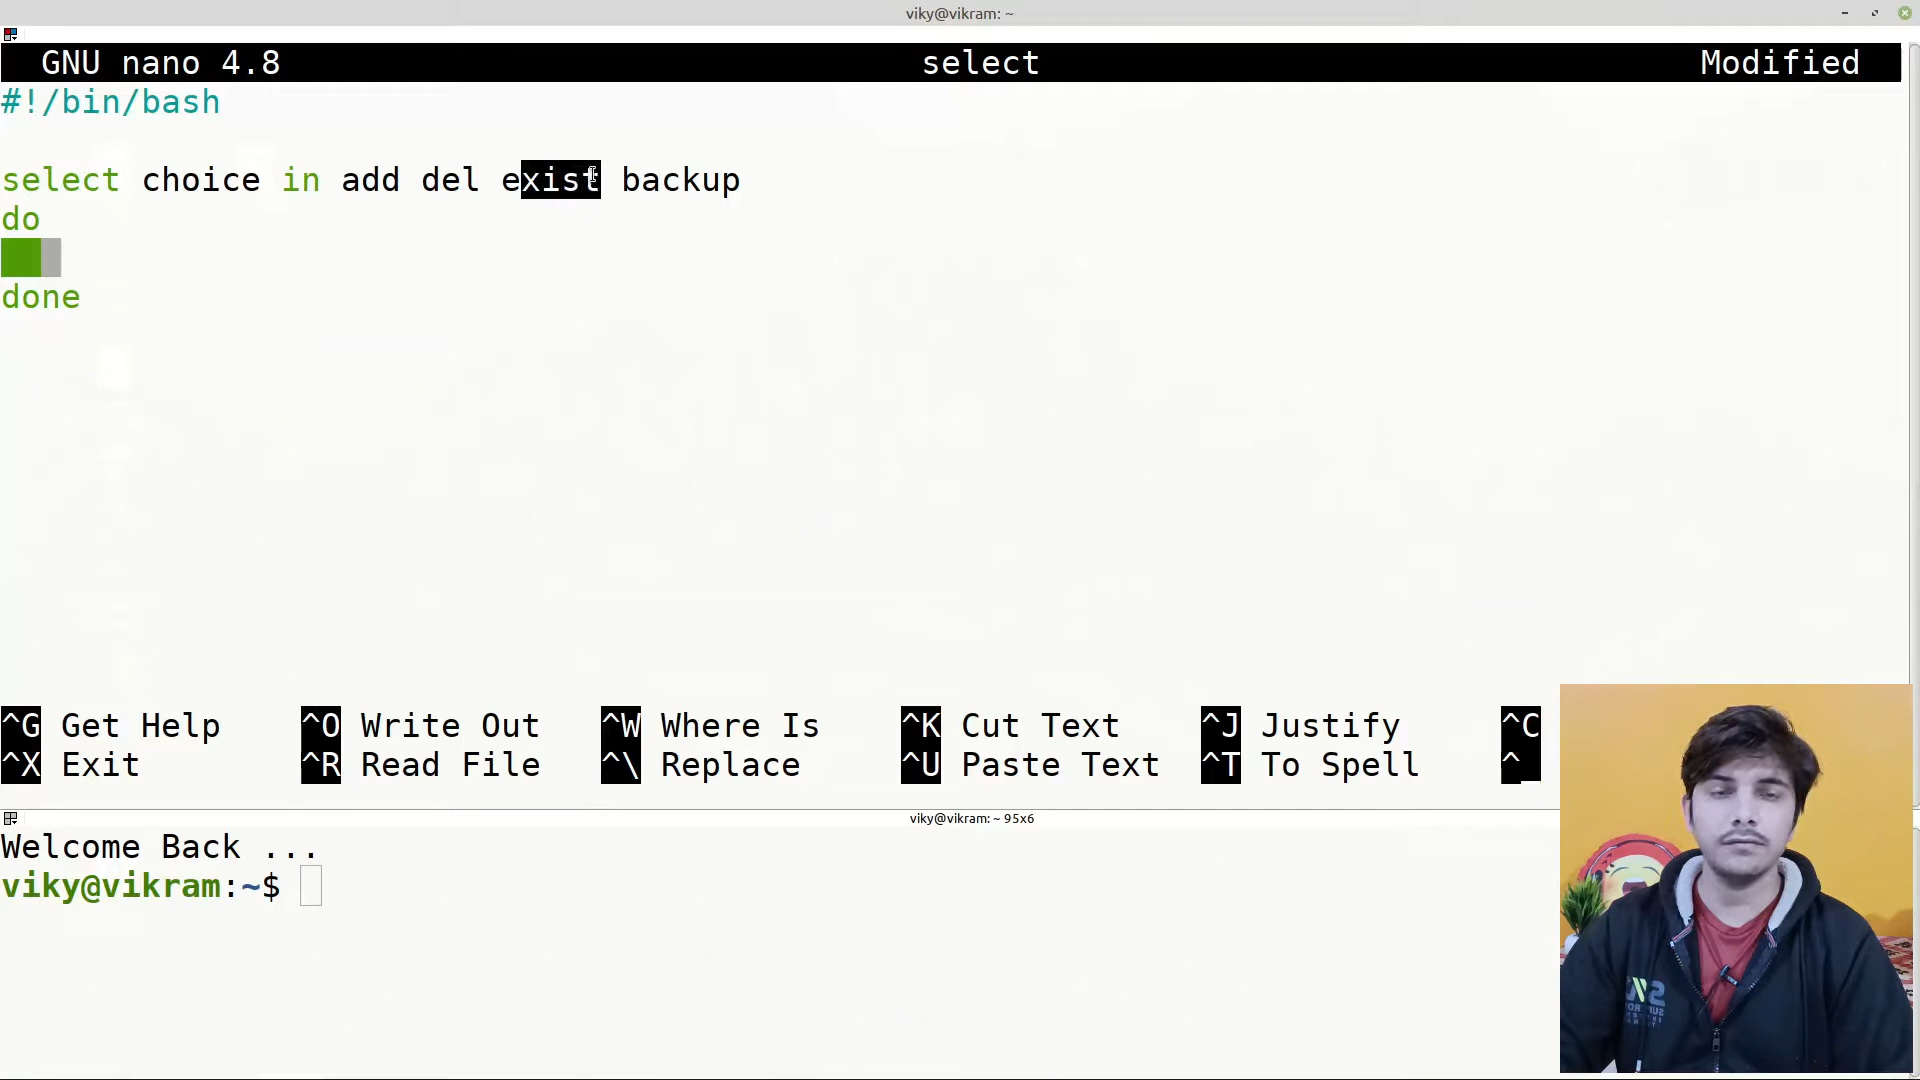 viky@vikram: ~
GNU nano 4.8 select Modified
#!/bin/bash
select choice in add del exist backup
do
done
^G Get Help ^O Write Out ^W Where Is ^K Cut Text ^J Justify ^C
^X Exit ^R Read File ^\ Replace ^U Paste Text ^T To Spell ^_
viky@vikram: ~ 95x6
Welcome Back ...
viky@vikram:~$